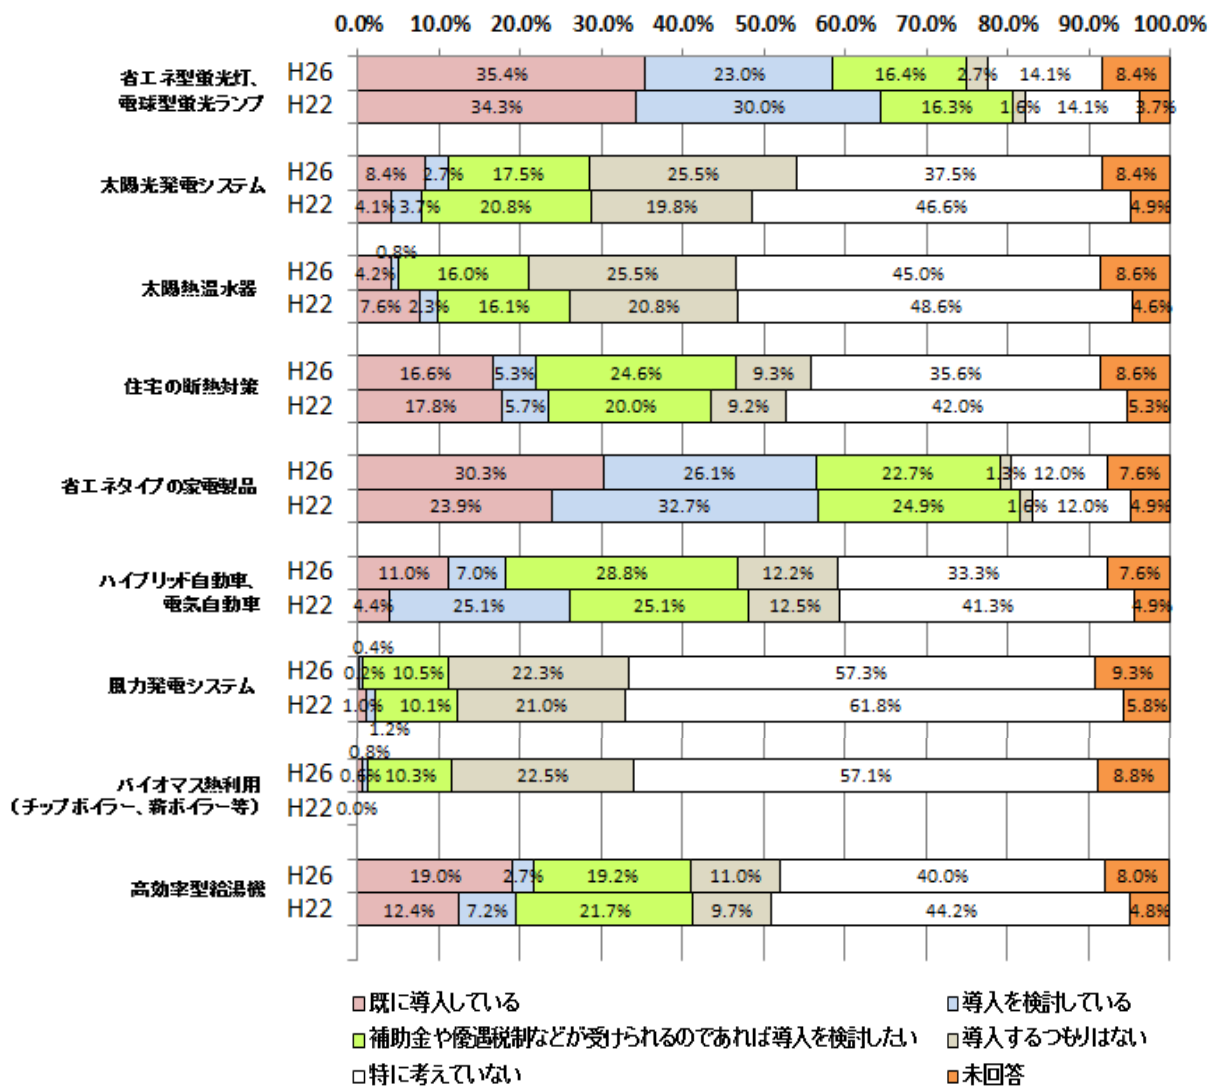 0.0% 10.0% 20.0% 30.0% 40.0% 50.0% 60.0% 70.0% 80.0% 90.0% 100.0%
省エネ型蛍光灯、
電球型蛍光ランプ
H26 35.4% 23.0% 16.4% 2.7% 14.1% 8.4%
H22 34.3% 30.0% 16.3% 1.6% 14.1% 3.7%
太陽光発電システム
H26 8.4% 2.7% 17.5% 25.5% 37.5% 8.4%
H22 4.1% 3.7% 20.8% 19.8% 46.6% 4.9%
太陽熱温水器
H26 4.2% 0.8% 16.0% 25.5% 45.0% 8.6%
H22 7.6% 2.3% 16.1% 20.8% 48.6% 4.6%
住宅の断熱対策
H26 16.6% 5.3% 24.6% 9.3% 35.6% 8.6%
H22 17.8% 5.7% 20.0% 9.2% 42.0% 5.3%
省エネタイプの家電製品
H26 30.3% 26.1% 22.7% 1.3% 12.0% 7.6%
H22 23.9% 32.7% 24.9% 1.6% 12.0% 4.9%
ハイブリッド自動車、
電気自動車
H26 11.0% 7.0% 28.8% 12.2% 33.3% 7.6%
H22 4.4% 25.1% 25.1% 12.5% 41.3% 4.9%
風力発電システム
H26 0.2% 0.4% 10.5% 22.3% 57.3% 9.3%
H22 1.0% 1.2% 10.1% 21.0% 61.8% 5.8%
バイオマス熱利用
（チップボイラー、薪ボイラー等）
H26 0.6% 0.8% 10.3% 22.5% 57.1% 8.8%
H22 0.0%
高効率型給湯機
H26 19.0% 2.7% 19.2% 11.0% 40.0% 8.0%
H22 12.4% 7.2% 21.7% 9.7% 44.2% 4.8%
既に導入している 導入を検討している
補助金や優遇税制などが受けられるのであれば導入を検討したい 導入するつもりはない
特に考えていない 未回答